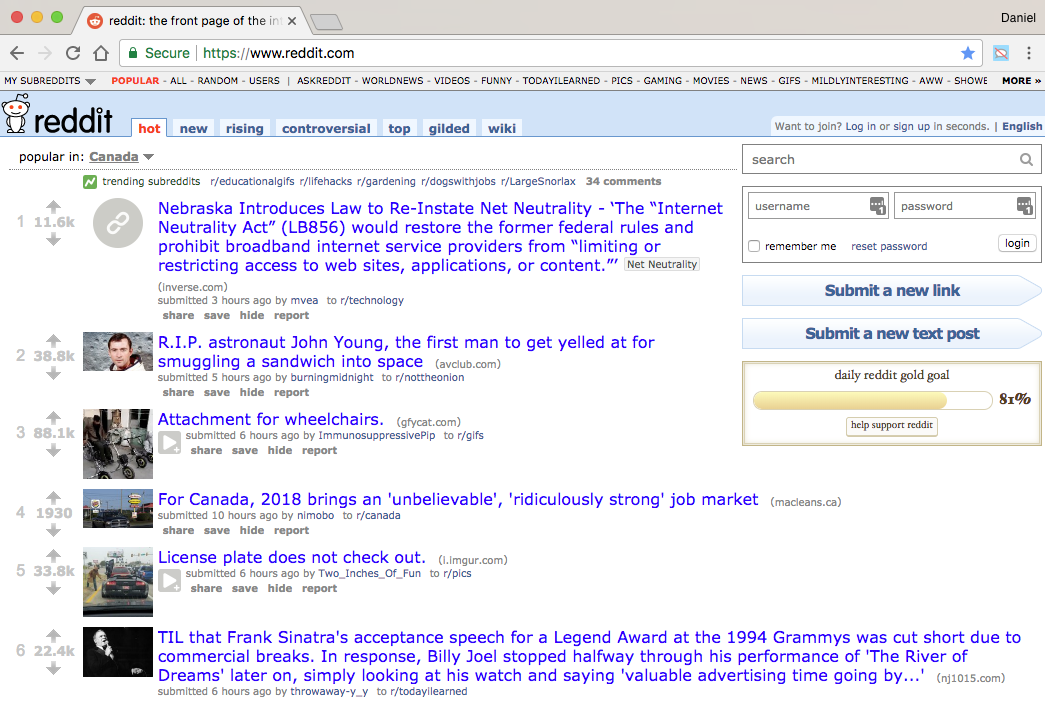 reddit: the front page of the in
Daniel
Secure | https://www.reddit.com
MY SUBREDDITS POPULAR - ALL - RANDOM - USERS | ASKREDDIT - WORLDNEWS - VIDEOS - FUNNY - TODAYILEARNED - PICS - GAMING - MOVIES - NEWS - GIFS - MILDLYINTERESTING - AWW - SHOWE MORE »
reddit hot new rising controversial top gilded wiki
Want to join? Log in or sign up in seconds. | English
popular in: Canada
trending subreddits r/educationalgifs r/lifehacks r/gardening r/dogswithjobs r/LargeSnorlax 34 comments
1 11.6k
Nebraska Introduces Law to Re-Instate Net Neutrality - ‘The “Internet
Neutrality Act” (LB856) would restore the former federal rules and
prohibit broadband internet service providers from “limiting or
restricting access to web sites, applications, or content.”’ Net Neutrality
(inverse.com)
submitted 3 hours ago by mvea to r/technology
share save hide report
2 38.8k
R.I.P. astronaut John Young, the first man to get yelled at for
smuggling a sandwich into space (avclub.com)
submitted 5 hours ago by burningmidnight to r/nottheonion
share save hide report
3 88.1k
Attachment for wheelchairs. (gfycat.com)
submitted 6 hours ago by ImmunosuppressivePip to r/gifs
share save hide report
4 1930
For Canada, 2018 brings an 'unbelievable', 'ridiculously strong' job market (macleans.ca)
submitted 10 hours ago by nimobo to r/canada
share save hide report
5 33.8k
License plate does not check out. (i.imgur.com)
submitted 6 hours ago by Two_Inches_Of_Fun to r/pics
share save hide report
6 22.4k
TIL that Frank Sinatra's acceptance speech for a Legend Award at the 1994 Grammys was cut short due to
commercial breaks. In response, Billy Joel stopped halfway through his performance of 'The River of
Dreams' later on, simply looking at his watch and saying 'valuable advertising time going by...' (nj1015.com)
submitted 6 hours ago by throwaway-y_y to r/todayilearned
search
username password
remember me reset password login
Submit a new link
Submit a new text post
daily reddit gold goal
81%
help support reddit